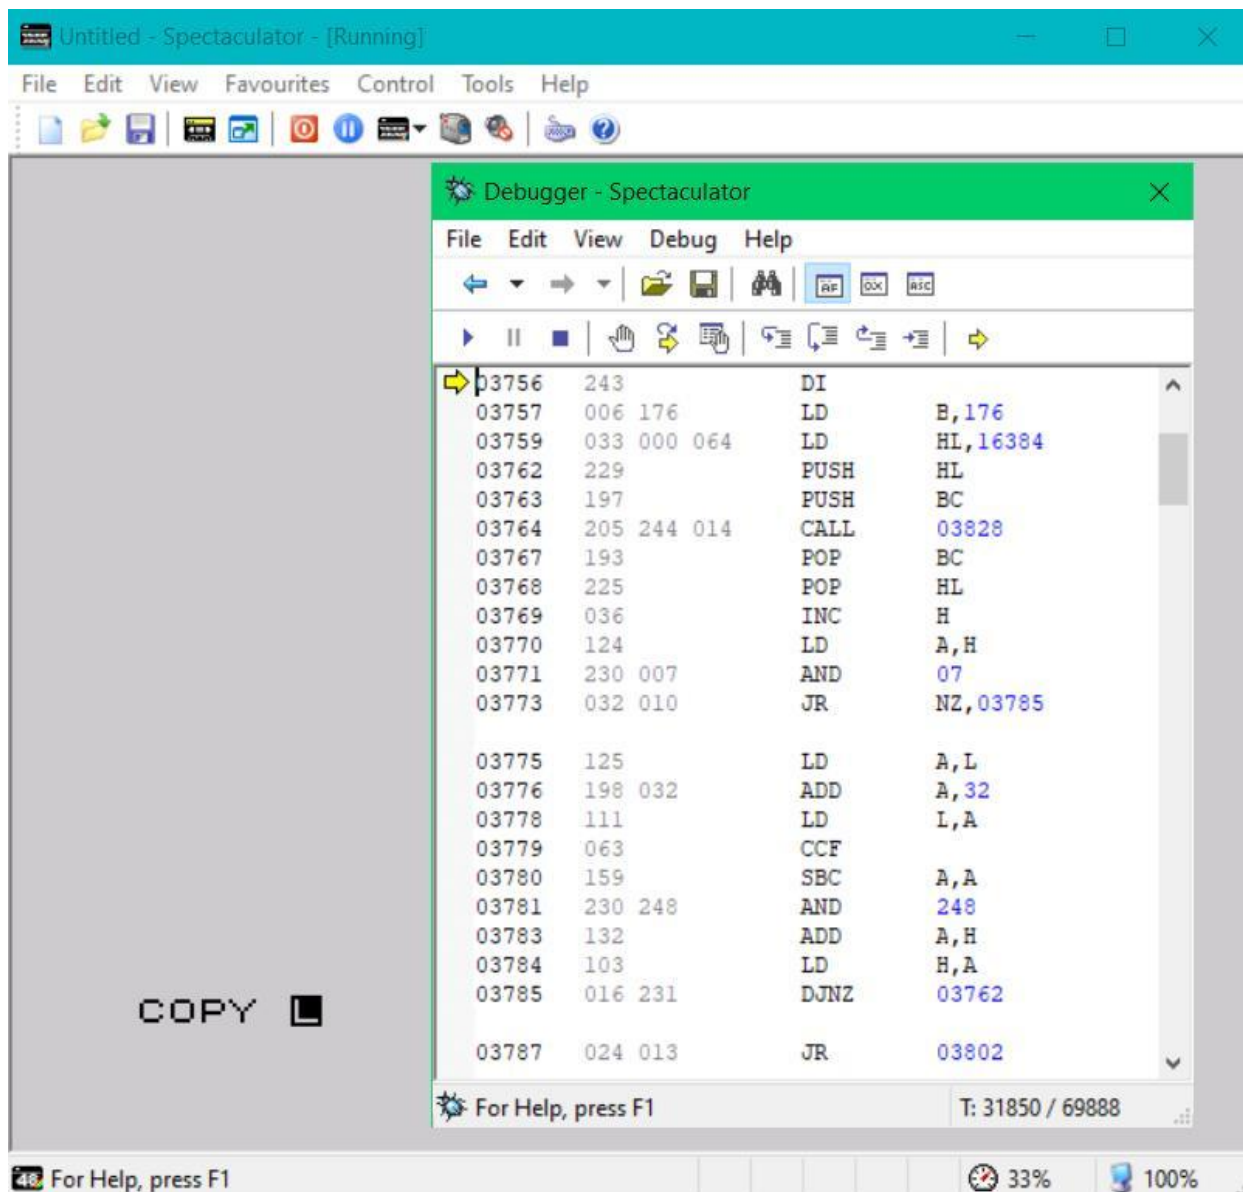 Untitled - Spectaculator - [Running]
File Edit View Favourites Control Tools Help
Debugger - Spectaculator
File Edit View Debug Help
AF 0X ASC
03756 243 DI
03757 006 176 LD B,176
03759 033 000 064 LD HL,16384
03762 229 PUSH HL
03763 197 PUSH BC
03764 205 244 014 CALL 03828
03767 193 POP BC
03768 225 POP HL
03769 036 INC H
03770 124 LD A,H
03771 230 007 AND 07
03773 032 010 JR NZ,03785
03775 125 LD A,L
03776 198 032 ADD A,32
03778 111 LD L,A
03779 063 CCF
03780 159 SBC A,A
03781 230 248 AND 248
03783 132 ADD A,H
03784 103 LD H,A
03785 016 231 DJNZ 03762
03787 024 013 JR 03802
COPY L
For Help, press F1 T: 31850 / 69888
48 For Help, press F1 33% 100%